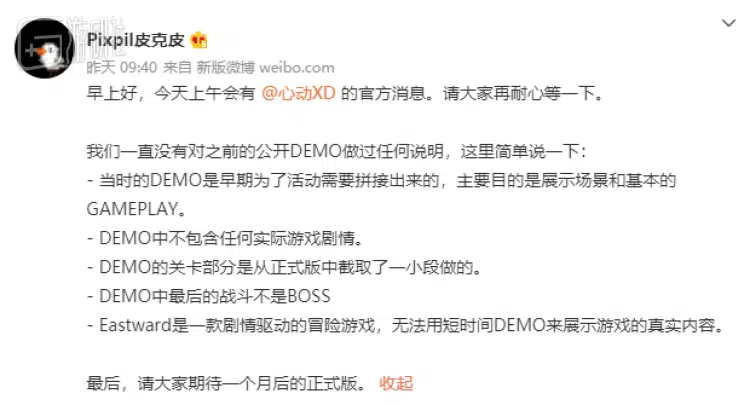 Pixpil皮克皮
昨天 09:40 来自 新版微博 weibo.com
早上好，今天上午会有 @心动XD 的官方消息。请大家再耐心等一下。
我们一直没有对之前的公开DEMO做过任何说明，这里简单说一下：
- 当时的DEMO是早期为了活动需要拼接出来的，主要目的是展示场景和基本的
GAMEPLAY。
- DEMO中不包含任何实际游戏剧情。
- DEMO的关卡部分是从正式版中截取了一小段做的。
- DEMO中最后的战斗不是BOSS
- Eastward是一款剧情驱动的冒险游戏，无法用短时间DEMO来展示游戏的真实内容。
最后，请大家期待一个月后的正式版。 收起